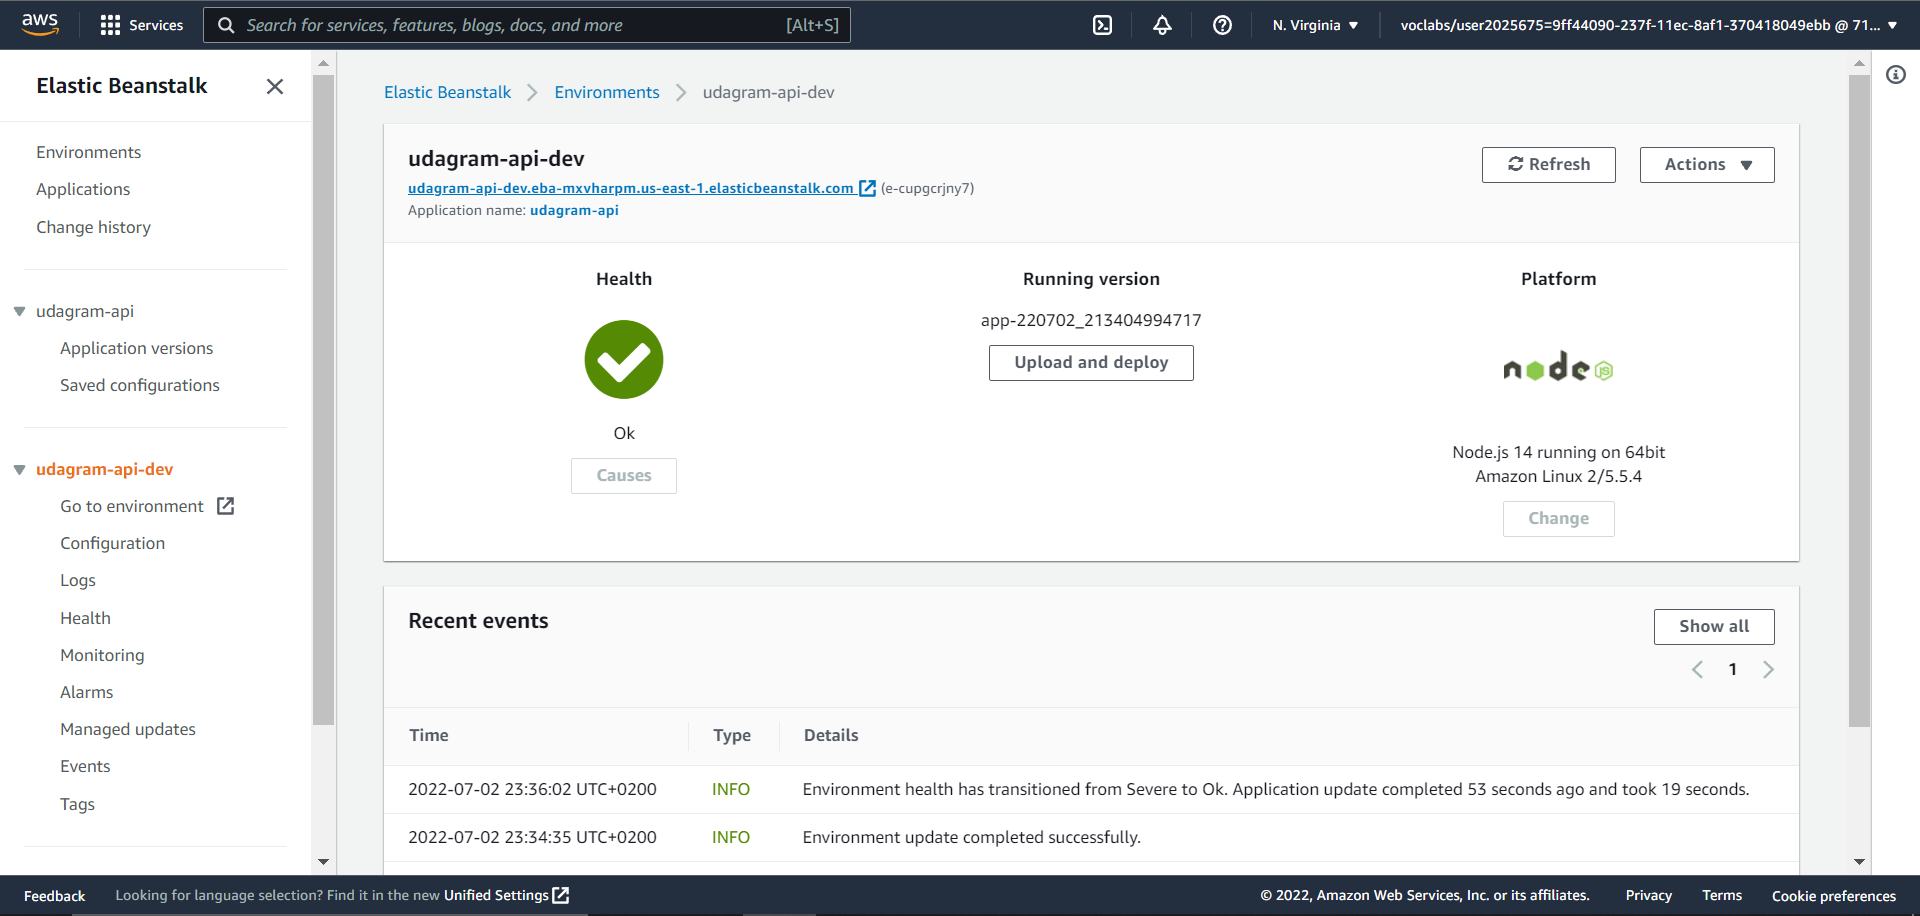 aws
Services
Search for services, features, blogs, docs, and more
[Alt+S]
N. Virginia
voclabs/user2025675=9ff44090-237f-11ec-8af1-370418049ebb @ 71...
Elastic Beanstalk
Environments
Applications
Change history
udagram-api
Application versions
Saved configurations
udagram-api-dev
Go to environment
Configuration
Logs
Health
Monitoring
Alarms
Managed updates
Events
Tags
Elastic Beanstalk
Environments
udagram-api-dev
udagram-api-dev
udagram-api-dev.eba-mxvharpm.us-east-1.elasticbeanstalk.com (e-cupgcrjny7)
Application name: udagram-api
Refresh
Actions
Health
Ok
Causes
Running version
app-220702_213404994717
Upload and deploy
Platform
node
JS
Node.js 14 running on 64bit
Amazon Linux 2/5.5.4
Change
Recent events
Show all
1
Time Type Details
2022-07-02 23:36:02 UTC+0200 INFO Environment health has transitioned from Severe to Ok. Application update completed 53 seconds ago and took 19 seconds.
2022-07-02 23:34:35 UTC+0200 INFO Environment update completed successfully.
Feedback
Looking for language selection? Find it in the new Unified Settings
© 2022, Amazon Web Services, Inc. or its affiliates.
Privacy
Terms
Cookie preferences